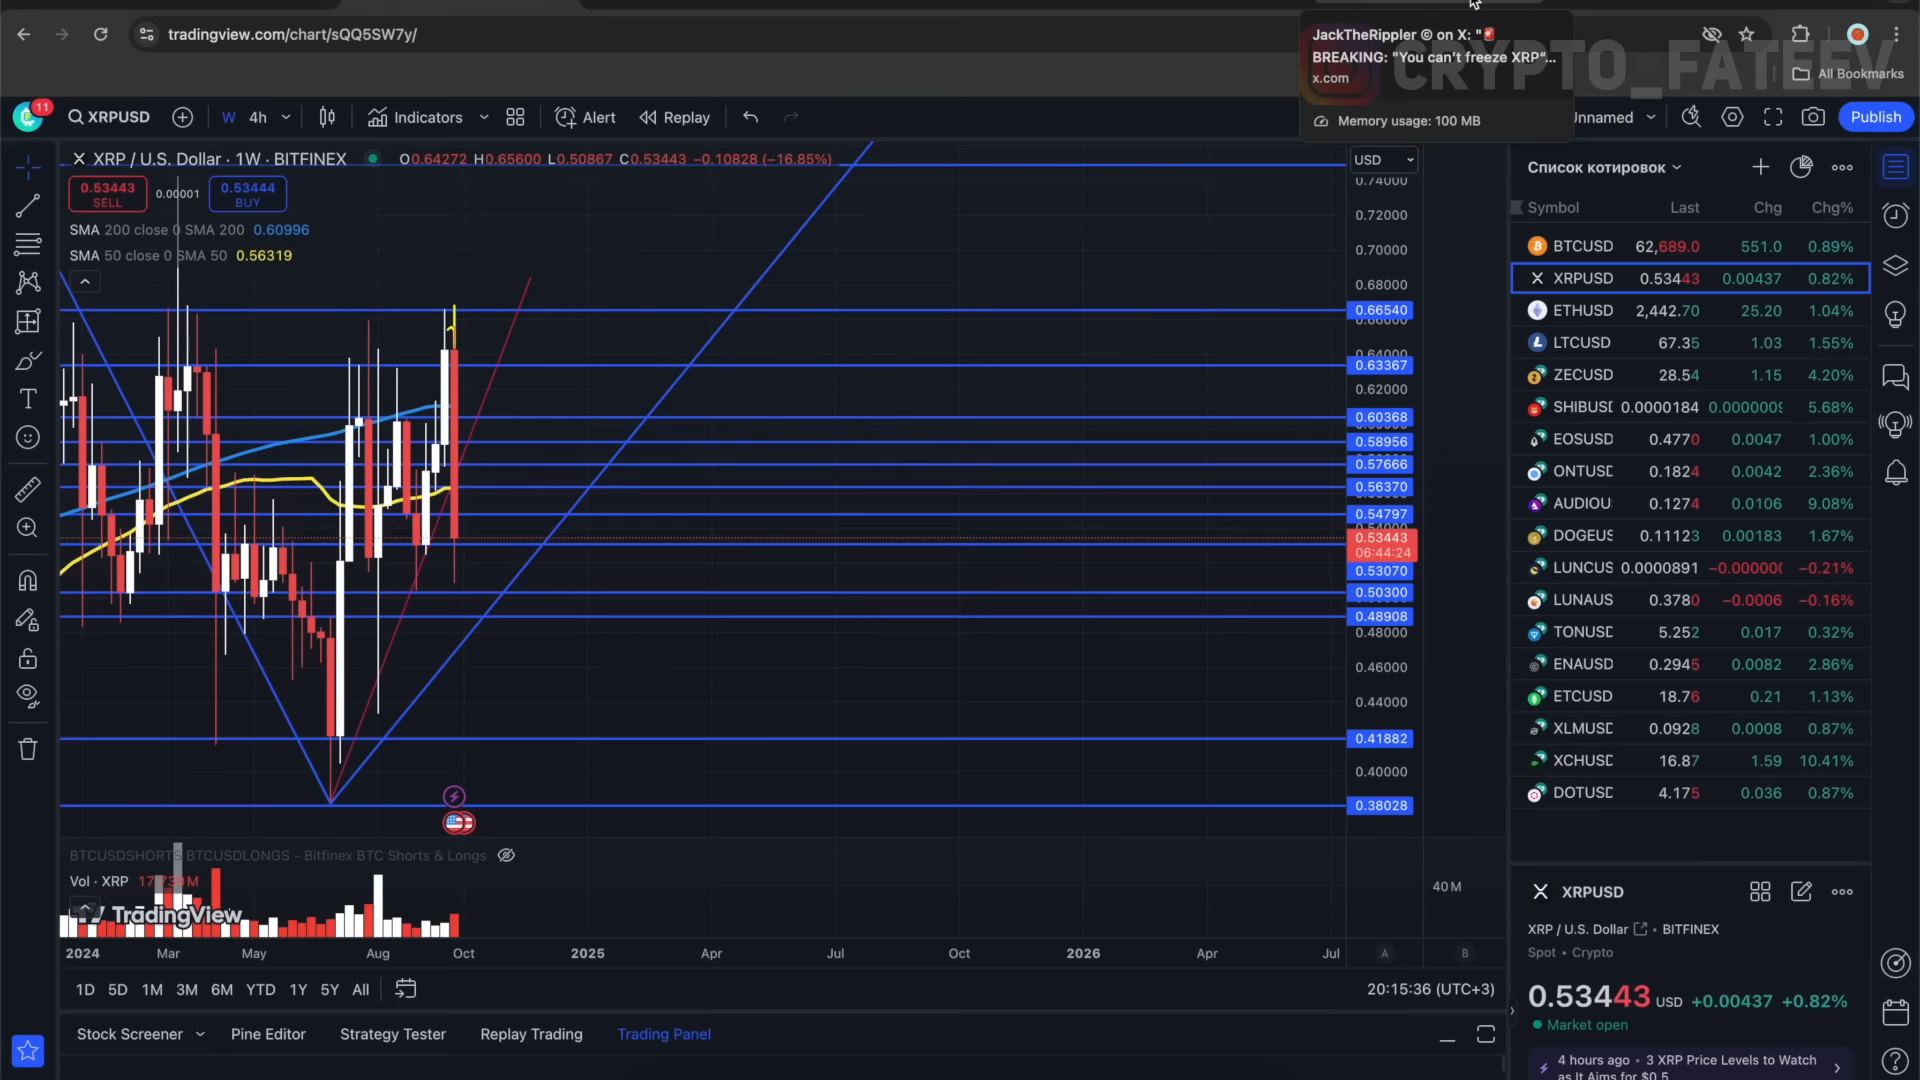 tradingview.com/chart/sQQ5SW7y/
JackTheRippler © on X: "🚨
BREAKING: "You can't freeze XRP"...
x.com
Memory usage: 100 MB
CRYPTO_FATEEV
All Bookmarks
11
XRPUSD
W
4h
Indicators
Alert
Replay
Unnamed
Publish
XRP / U.S. Dollar · 1W · BITFINEX
O0.64272 H0.65600 L0.50867 C0.53443 −0.10828 (−16.85%)
0.53443
SELL
0.00001
0.53444
BUY
SMA 200 close 0 SMA 200 0.60996
SMA 50 close 0 SMA 50 0.56319
USD
0.74000
0.72000
0.70000
0.68000
0.66540
0.66000
0.64000
0.63367
0.62000
0.60368
0.58956
0.57666
0.56370
0.54797
0.54000
0.53443
06:44:24
0.53070
0.50300
0.48908
0.48000
0.46000
0.44000
0.41882
0.40000
0.38028
BTCUSDSHORTS BTCUSDLONGS - Bitfinex BTC Shorts & Longs
Vol · XRP
40 M
TradingView
2024 Mar May Aug Oct 2025 Apr Jul Oct 2026 Apr Jul
A
B
1D 5D 1M 3M 6M YTD 1Y 5Y All
20:15:36 (UTC+3)
Stock Screener Pine Editor Strategy Tester Replay Trading Trading Panel
Список котировок
Symbol Last Chg Chg%
BTCUSD 62,689.0 551.0 0.89%
XRPUSD 0.53443 0.00437 0.82%
ETHUSD 2,442.70 25.20 1.04%
LTCUSD 67.35 1.03 1.55%
ZECUSD 28.54 1.15 4.20%
SHIBUSD 0.0000184 0.0000009 5.68%
EOSUSD 0.4770 0.0047 1.00%
ONTUSD 0.1824 0.0042 2.36%
AUDIOU 0.1274 0.0106 9.08%
DOGEUS 0.11123 0.00183 1.67%
LUNCUS 0.0000891 −0.000000 −0.21%
LUNAUS 0.3780 −0.0006 −0.16%
TONUSD 5.252 0.017 0.32%
ENAUSD 0.2945 0.0082 2.86%
ETCUSD 18.76 0.21 1.13%
XLMUSD 0.0928 0.0008 0.87%
XCHUSD 16.87 1.59 10.41%
DOTUSD 4.175 0.036 0.87%
XRPUSD
XRP / U.S. Dollar • BITFINEX
Spot • Crypto
0.53443 USD +0.00437 +0.82%
Market open
4 hours ago • 3 XRP Price Levels to Watch
as It Aims for $0.5